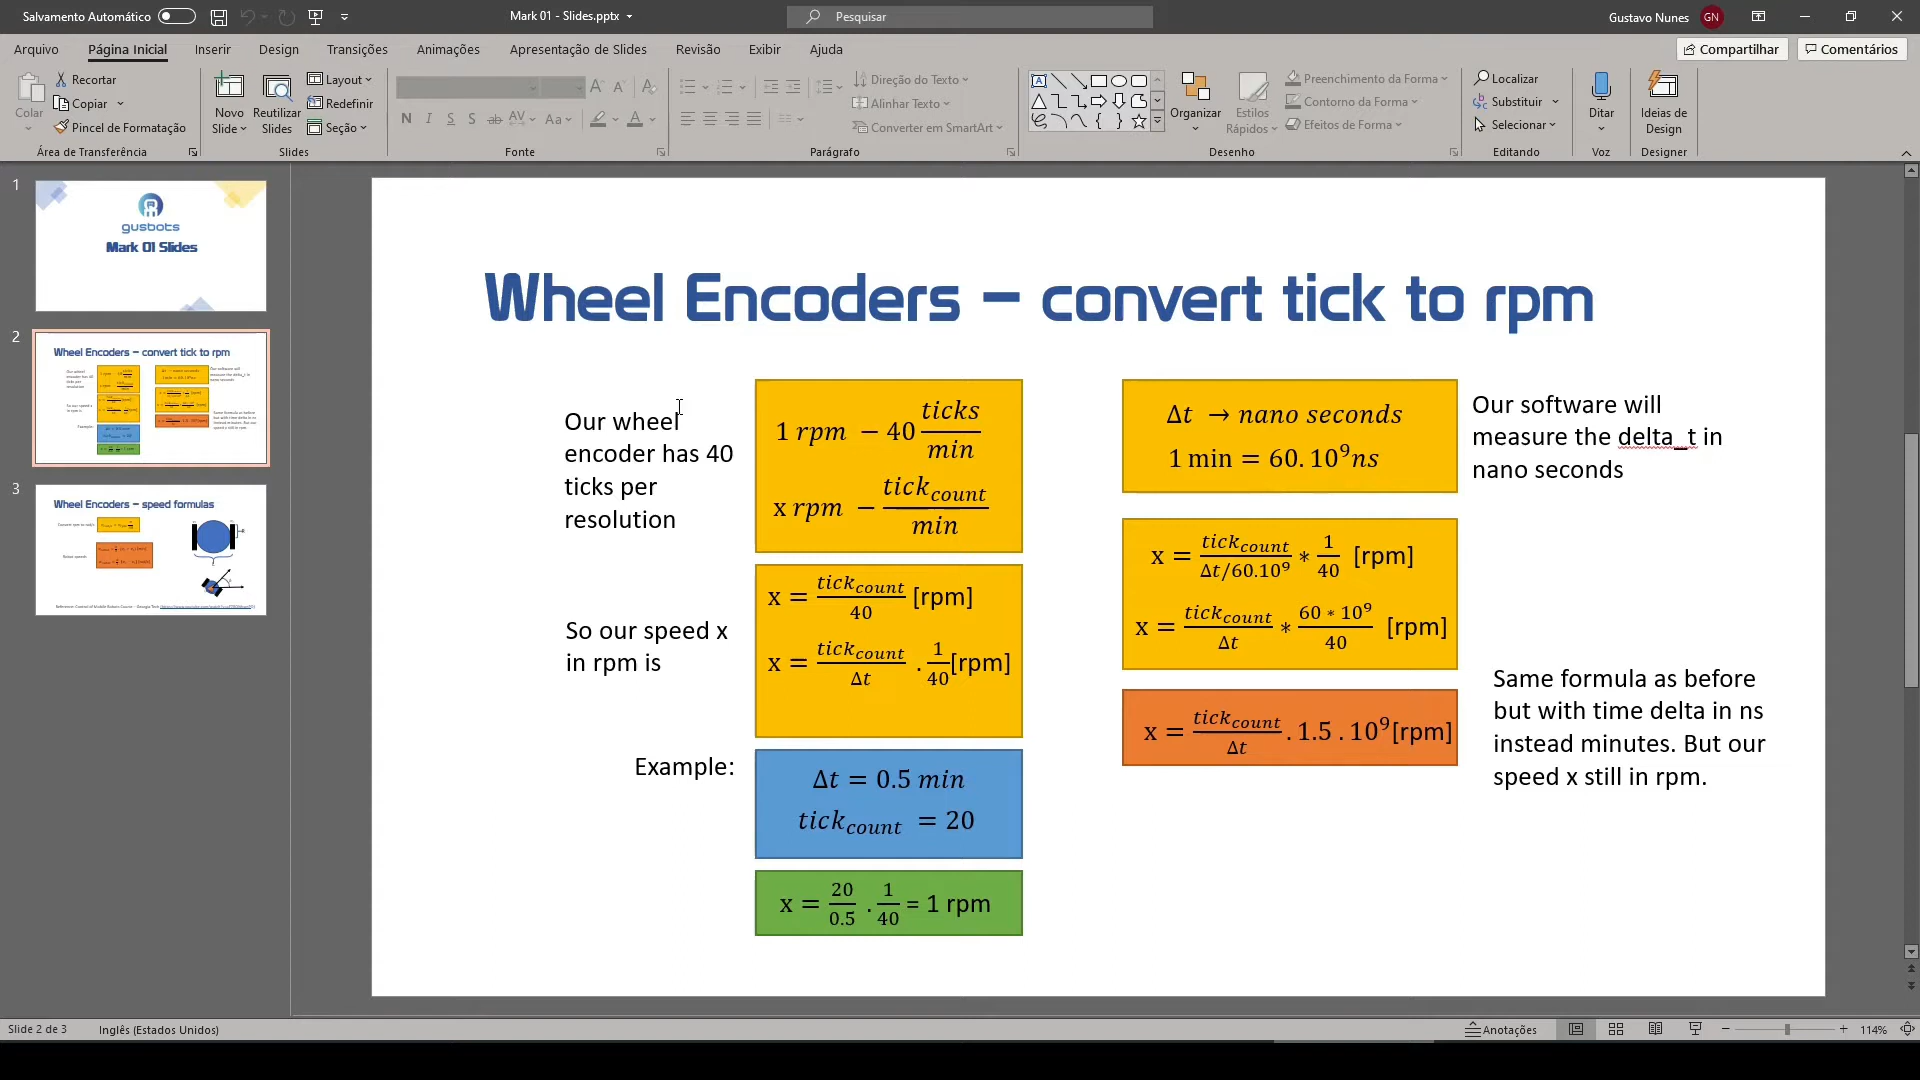 Salvamento Automático
Mark 01 - Slides.pptx
Pesquisar
Gustavo Nunes
GN
Arquivo
Página Inicial
Inserir
Design
Transições
Animações
Apresentação de Slides
Revisão
Exibir
Ajuda
Compartilhar
Comentários
Colar
Recortar
Copiar
Pincel de Formatação
Área de Transferência
Novo
Slide
Reutilizar
Slides
Layout
Redefinir
Seção
Slides
N I S S ab AV Aa A A
Fonte
Direção do Texto
Alinhar Texto
Converter em SmartArt
Parágrafo
Organizar
Estilos
Rápidos
Preenchimento da Forma
Contorno da Forma
Efeitos de Forma
Desenho
Localizar
Substituir
Selecionar
Editando
Ditar
Voz
Ideias de
Design
Designer
1
gusbots
Mark 01 Slides
2
Wheel Encoders – convert tick to rpm
3
Wheel Encoders – speed formulas
Wheel Encoders – convert tick to rpm
Our wheel
encoder has 40
ticks per
resolution
1 rpm − 40 ticks/min
x rpm − tick_count/min
So our speed x
in rpm is
x = tick_count/40 [rpm]
x = tick_count/Δt . 1/40 [rpm]
Example:
Δt = 0.5 min
tick_count = 20
x = 20/0.5 . 1/40 = 1 rpm
Δt → nano seconds
1 min = 60. 10⁹ns
Our software will
measure the delta_t in
nano seconds
x = tick_count/(Δt/60.10⁹) ∗ 1/40 [rpm]
x = tick_count/Δt ∗ (60 ∗ 10⁹)/40 [rpm]
x = tick_count/Δt . 1.5 . 10⁹[rpm]
Same formula as before
but with time delta in ns
instead minutes. But our
speed x still in rpm.
Slide 2 de 3
Inglês (Estados Unidos)
Anotações
114%